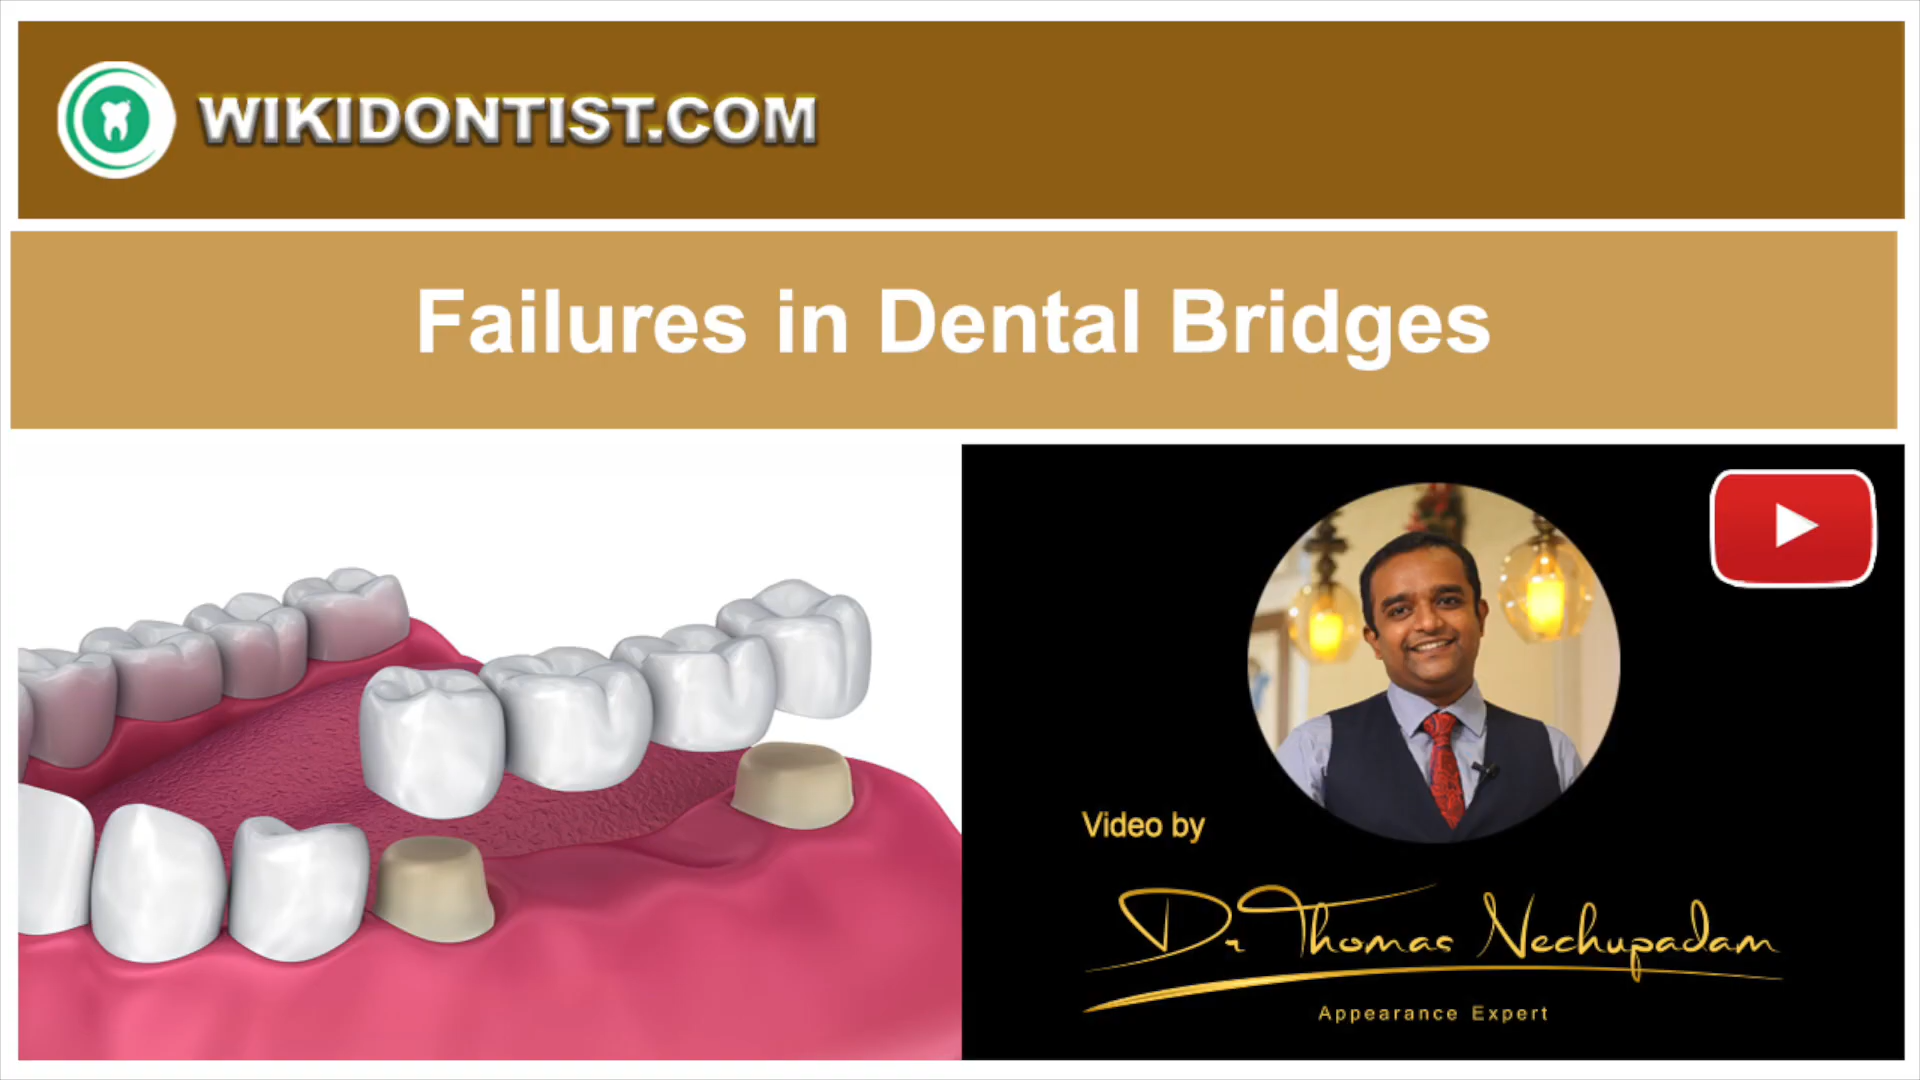 WIKIDONTIST.COM
Failures in Dental Bridges
Video by
Dr Thomas Nechupadam
Appearance Expert